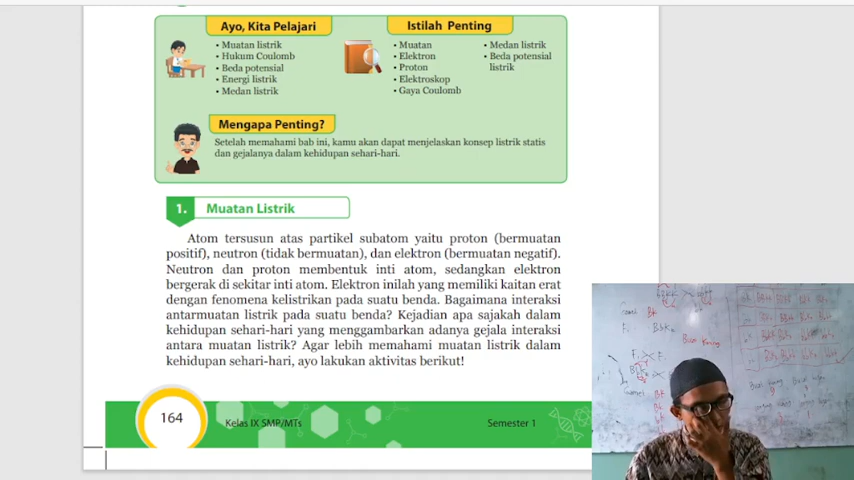 Ayo, Kita Pelajari
• Muatan listrik
• Hukum Coulomb
• Beda potensial
• Energi listrik
• Medan listrik
Istilah Penting
• Muatan
• Elektron
• Proton
• Elektroskop
• Gaya Coulomb
• Medan listrik
• Beda potensial
listrik
Mengapa Penting?
Setelah memahami bab ini, kamu akan dapat menjelaskan konsep listrik statis
dan gejalanya dalam kehidupan sehari-hari.
1. Muatan Listrik
Atom tersusun atas partikel subatom yaitu proton (bermuatan
positif), neutron (tidak bermuatan), dan elektron (bermuatan negatif).
Neutron dan proton membentuk inti atom, sedangkan elektron
bergerak di sekitar inti atom. Elektron inilah yang memiliki kaitan erat
dengan fenomena kelistrikan pada suatu benda. Bagaimana interaksi
antarmuatan listrik pada suatu benda? Kejadian apa sajakah dalam
kehidupan sehari-hari yang menggambarkan adanya gejala interaksi
antara muatan listrik? Agar lebih memahami muatan listrik dalam
kehidupan sehari-hari, ayo lakukan aktivitas berikut!
164
Kelas IX SMP/MTs
Semester 1